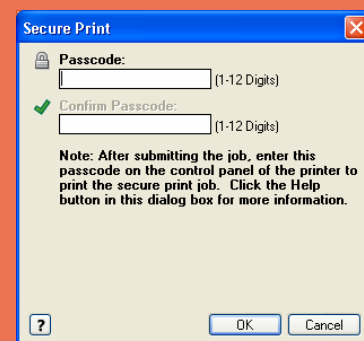 Secure Print
Passcode:
(1-12 Digits)
Confirm Passcode:
(1-12 Digits)
Note: After submitting the job, enter this
passcode on the control panel of the printer to
print the secure print job. Click the Help
button in this dialog box for more information.
?
OK
Cancel